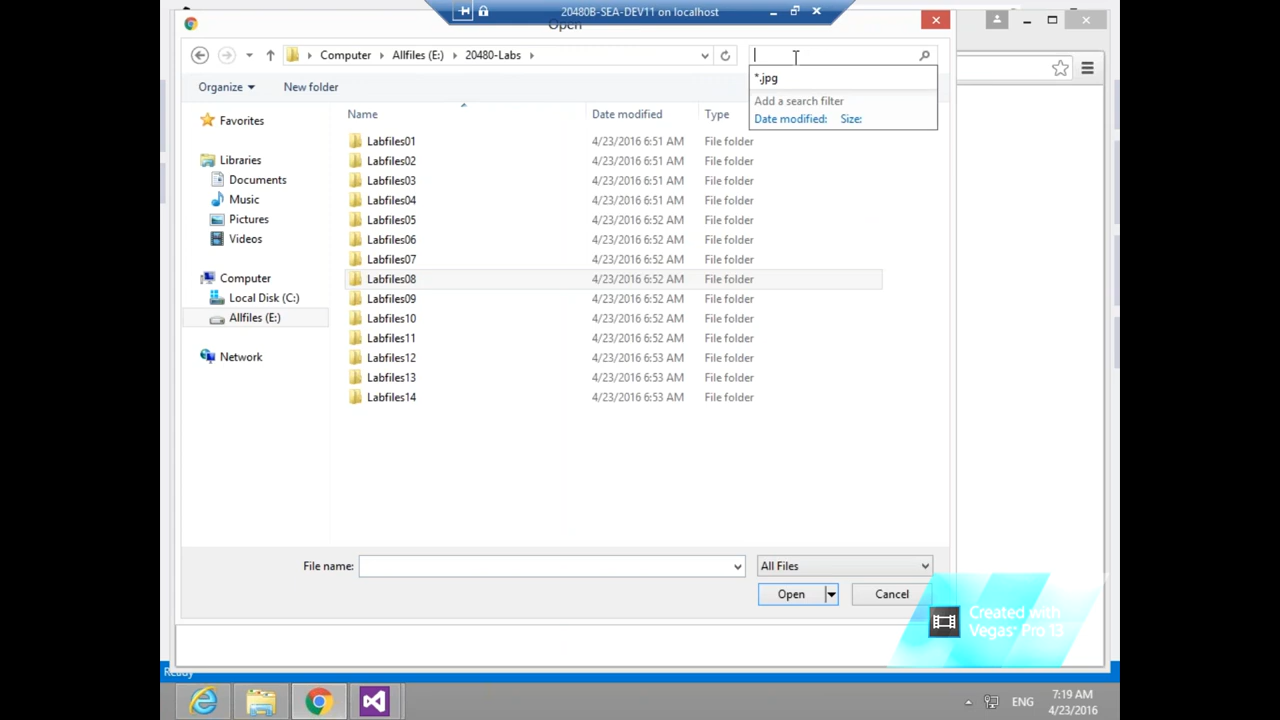 20480B-SEA-DEV11 on localhost
Open
Computer Allfiles (E:) 20480-Labs
*.jpg
Add a search filter
Date modified: Size:
Organize New folder
Name Date modified Type
Favorites
Libraries
Documents
Music
Pictures
Videos
Computer
Local Disk (C:)
Allfiles (E:)
Network
Labfiles01 4/23/2016 6:51 AM File folder
Labfiles02 4/23/2016 6:51 AM File folder
Labfiles03 4/23/2016 6:51 AM File folder
Labfiles04 4/23/2016 6:51 AM File folder
Labfiles05 4/23/2016 6:52 AM File folder
Labfiles06 4/23/2016 6:52 AM File folder
Labfiles07 4/23/2016 6:52 AM File folder
Labfiles08 4/23/2016 6:52 AM File folder
Labfiles09 4/23/2016 6:52 AM File folder
Labfiles10 4/23/2016 6:52 AM File folder
Labfiles11 4/23/2016 6:52 AM File folder
Labfiles12 4/23/2016 6:53 AM File folder
Labfiles13 4/23/2016 6:53 AM File folder
Labfiles14 4/23/2016 6:53 AM File folder
File name: All Files
Open Cancel
Created with
Vegas® Pro 13
Ready
ENG
7:19 AM
4/23/2016